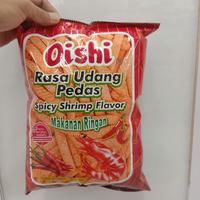 Oishi
Rasa Udang
Pedas
Spicy Shrimp Flavor
Makanan Ringan